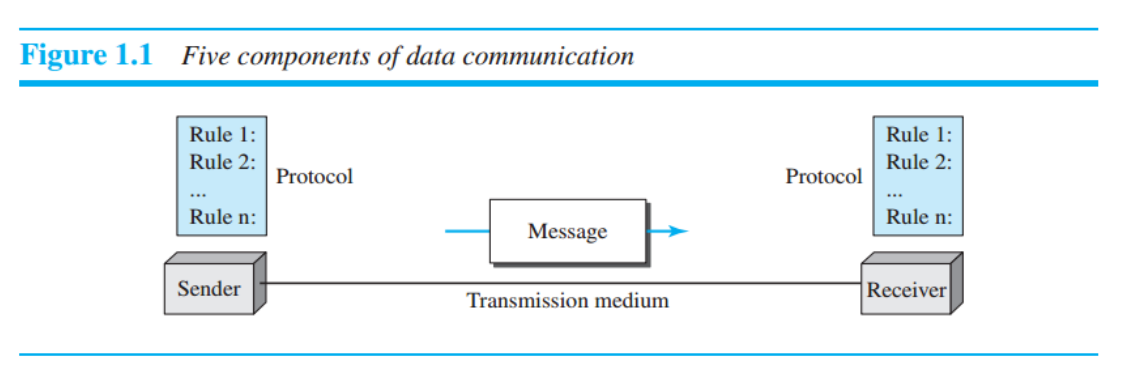 Figure 1.1 Five components of data communication
Rule 1:
Rule 2:
...
Rule n:
Protocol
Message
Protocol
Rule 1:
Rule 2:
...
Rule n:
Sender
Transmission medium
Receiver